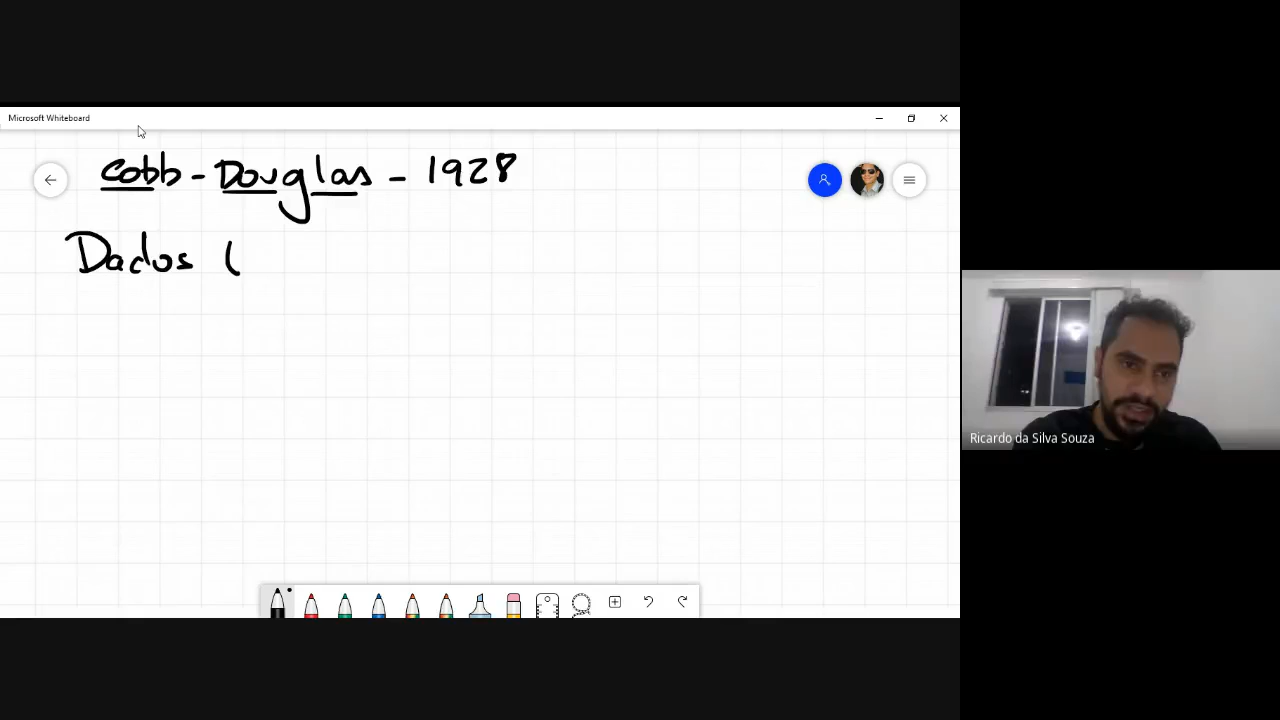 Microsoft Whiteboard
Cobb - Douglas - 1928
Dados (
Ricardo da Silva Souza